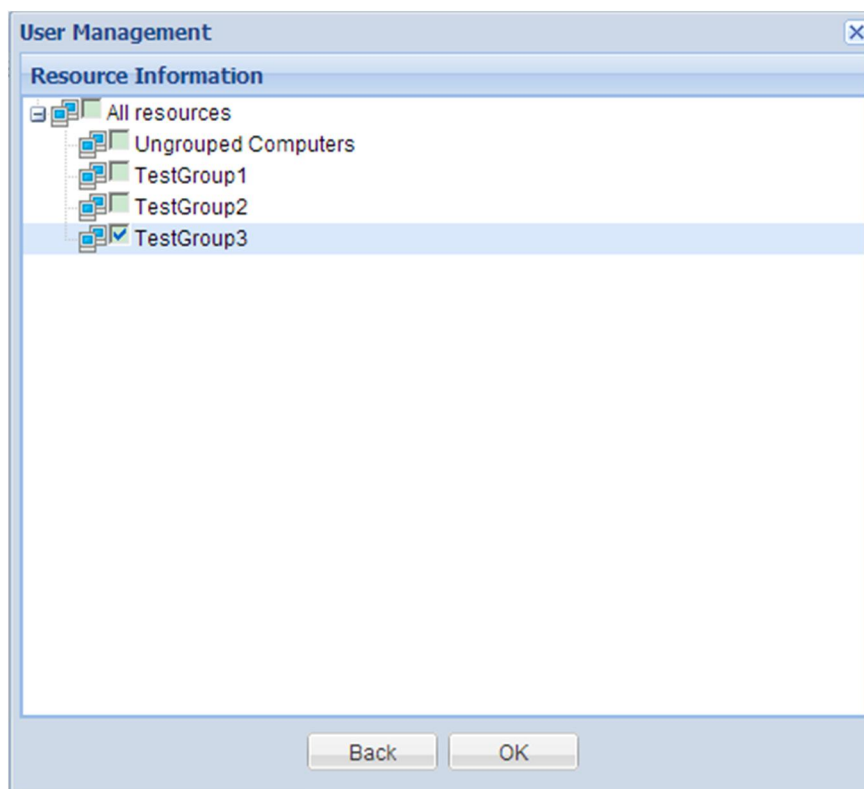 User Management
Resource Information
All resources
Ungrouped Computers
TestGroup1
TestGroup2
TestGroup3
Back OK